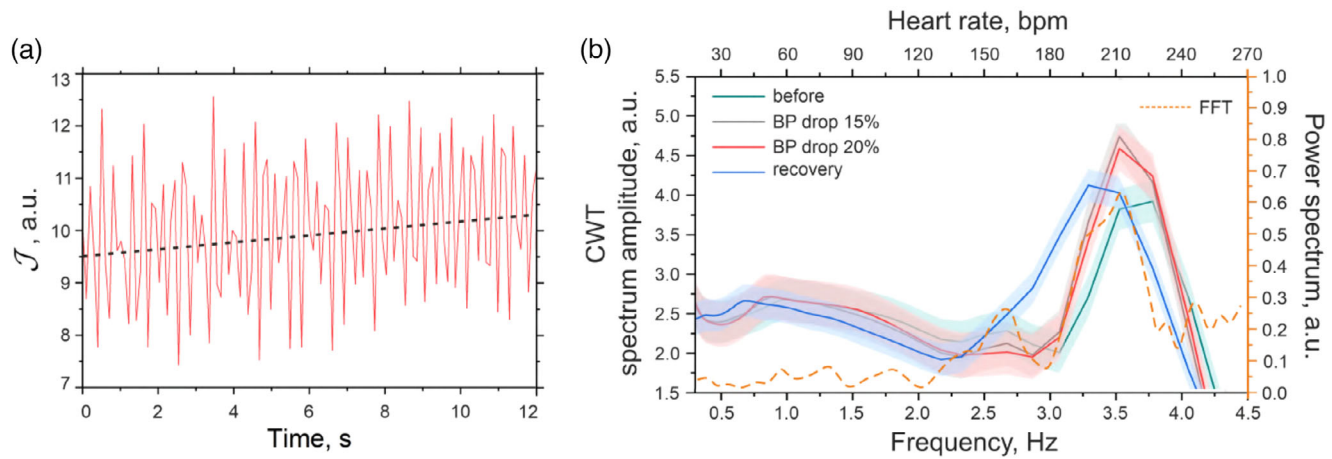 (a)
13
12
11
10
9
8
7
𝒥, a.u.
0 2 4 6 8 10 12
Time, s
(b)
Heart rate, bpm
30 60 90 120 150 180 210 240 270
5.5
5.0
4.5
4.0
3.5
3.0
2.5
2.0
1.5
CWT
spectrum amplitude, a.u.
before
BP drop 15%
BP drop 20%
recovery
FFT
1.0
0.9
0.8
0.7
0.6
0.5
0.4
0.3
0.2
0.1
0.0
Power spectrum, a.u.
0.5 1.0 1.5 2.0 2.5 3.0 3.5 4.0 4.5
Frequency, Hz